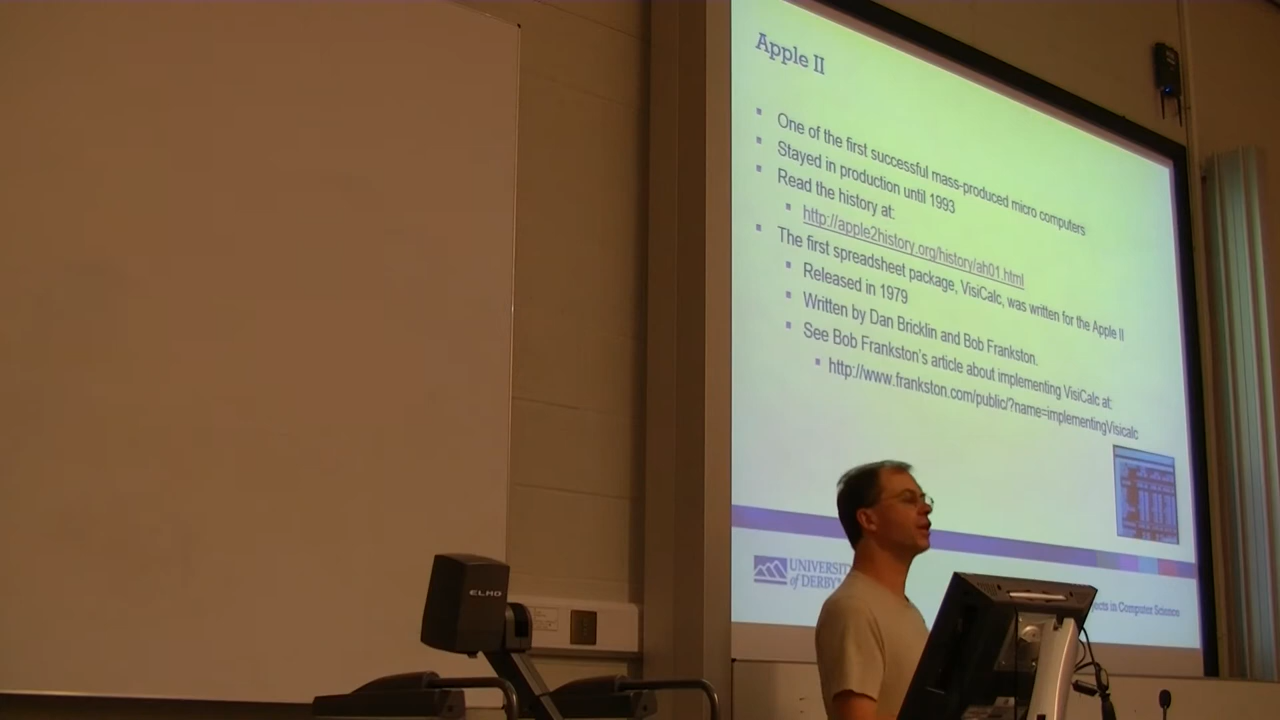 Apple II
One of the first successful mass-produced micro computers
Stayed in production until 1993
Read the history at:
http://apple2history.org/history/ah01.html
The first spreadsheet package, VisiCalc, was written for the Apple II
Released in 1979
Written by Dan Bricklin and Bob Frankston.
See Bob Frankston's article about implementing VisiCalc at:
http://www.frankston.com/public/?name=implementingVisicalc
UNIVERSITY
of DERBY
jects in Computer Science
ELMO